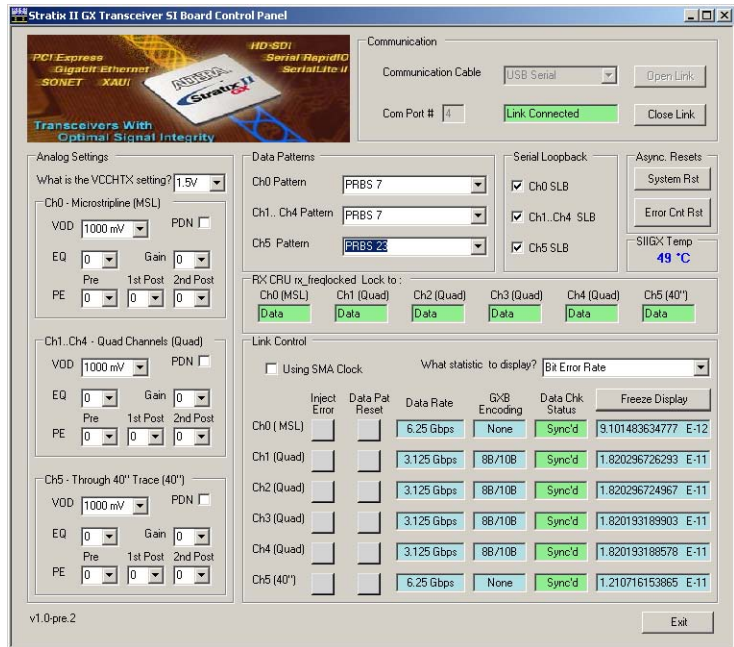 Stratix II GX Transceiver SI Board Control Panel
PCI Express
Gigabit Ethernet
SONET XAUI
HD-SDI
Serial RapidIO
SerialLite II
ALTERA
Stratix II
GX
Transceivers With
Optimal Signal Integrity
Communication
Communication Cable USB Serial Open Link
Com Port # 4 Link Connected Close Link
Analog Settings
What is the VCCHTX setting? 1.5V
Ch0 - Microstripline (MSL)
VOD 1000 mV PDN
EQ 0 Gain 0
Pre 1st Post 2nd Post
PE 0 0 0
Ch1..Ch4 - Quad Channels (Quad)
VOD 1000 mV PDN
EQ 0 Gain 0
Pre 1st Post 2nd Post
PE 0 0 0
Ch5 - Through 40" Trace (40")
VOD 1000 mV PDN
EQ 0 Gain 0
Pre 1st Post 2nd Post
PE 0 0 0
Data Patterns
Ch0 Pattern PRBS 7
Ch1.. Ch4 Pattern PRBS 7
Ch5 Pattern PRBS 23
Serial Loopback
Ch0 SLB
Ch1..Ch4 SLB
Ch5 SLB
Async. Resets
System Rst
Error Cnt Rst
SIIGX Temp
49 °C
RX CRU rx_freqlocked Lock to :
Ch0 (MSL) Ch1 (Quad) Ch2 (Quad) Ch3 (Quad) Ch4 (Quad) Ch5 (40")
Data Data Data Data Data Data
Link Control
Using SMA Clock What statistic to display? Bit Error Rate
Inject Error Data Pat Reset Data Rate GXB Encoding Data Chk Status Freeze Display
Ch0 ( MSL) 6.25 Gbps None Sync'd 9.101483634777 E-12
Ch1 (Quad) 3.125 Gbps 8B/10B Sync'd 1.820296726293 E-11
Ch2 (Quad) 3.125 Gbps 8B/10B Sync'd 1.820296724967 E-11
Ch3 (Quad) 3.125 Gbps 8B/10B Sync'd 1.820193189903 E-11
Ch4 (Quad) 3.125 Gbps 8B/10B Sync'd 1.820193188578 E-11
Ch5 (40") 6.25 Gbps None Sync'd 1.210716153865 E-11
v1.0-pre.2 Exit